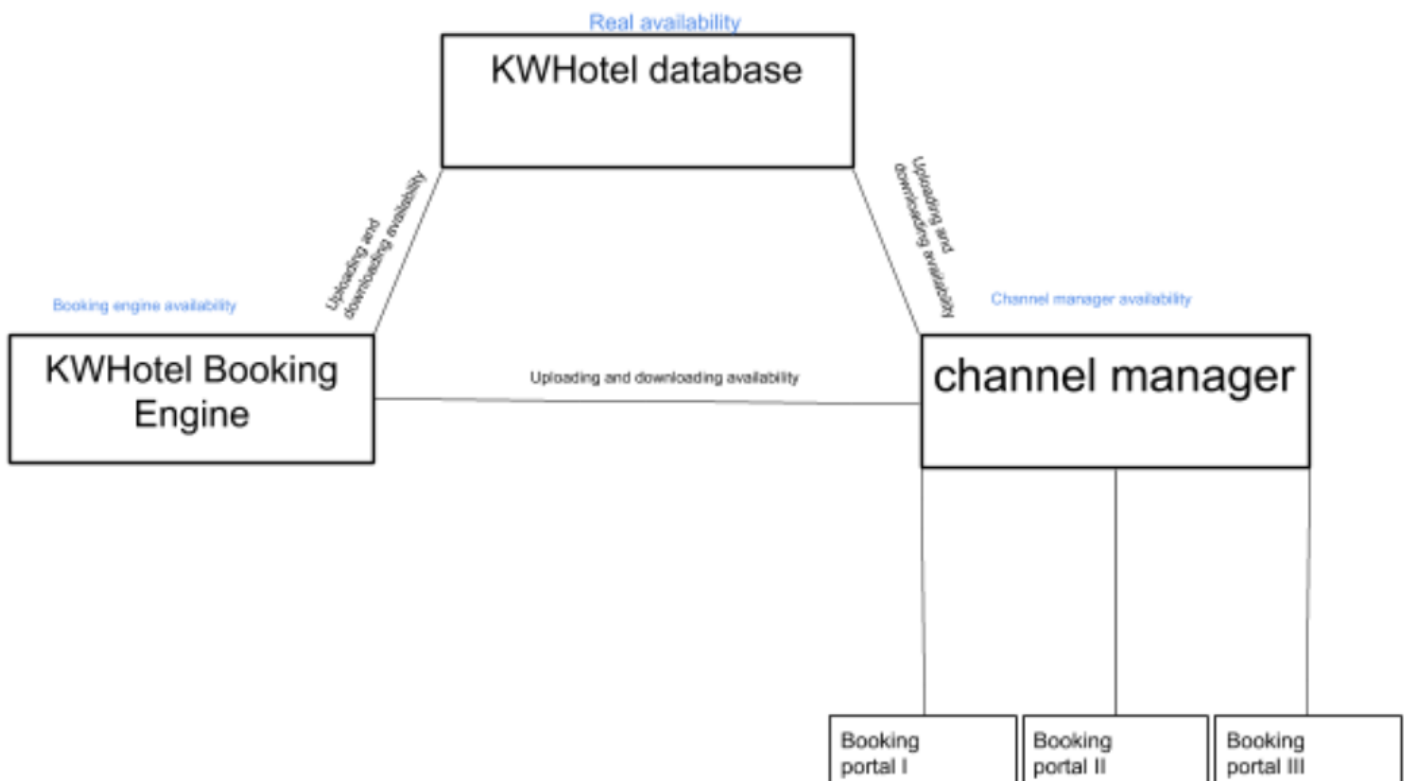 Real availability
KWHotel database
Uploading and
downloading availability
Uploading and
downloading availability
Booking engine availability
Channel manager availability
KWHotel Booking
Engine
Uploading and downloading availability
channel manager
Booking
portal I
Booking
portal II
Booking
portal III